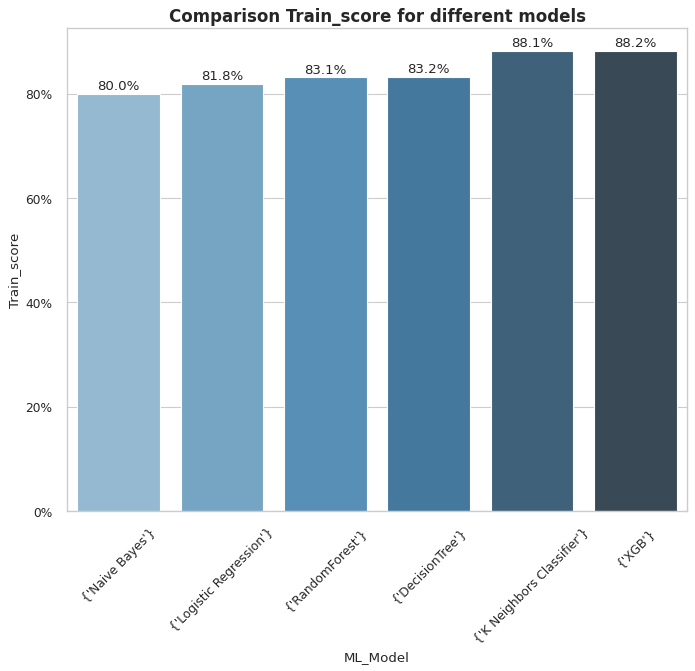 Comparison Train_score for different models
80.0%
81.8%
83.1%
83.2%
88.1%
88.2%
80%
60%
40%
20%
0%
Train_score
{'Naive Bayes'}
{'Logistic Regression'}
{'RandomForest'}
{'DecisionTree'}
{'K Neighbors Classifier'}
{'XGB'}
ML_Model